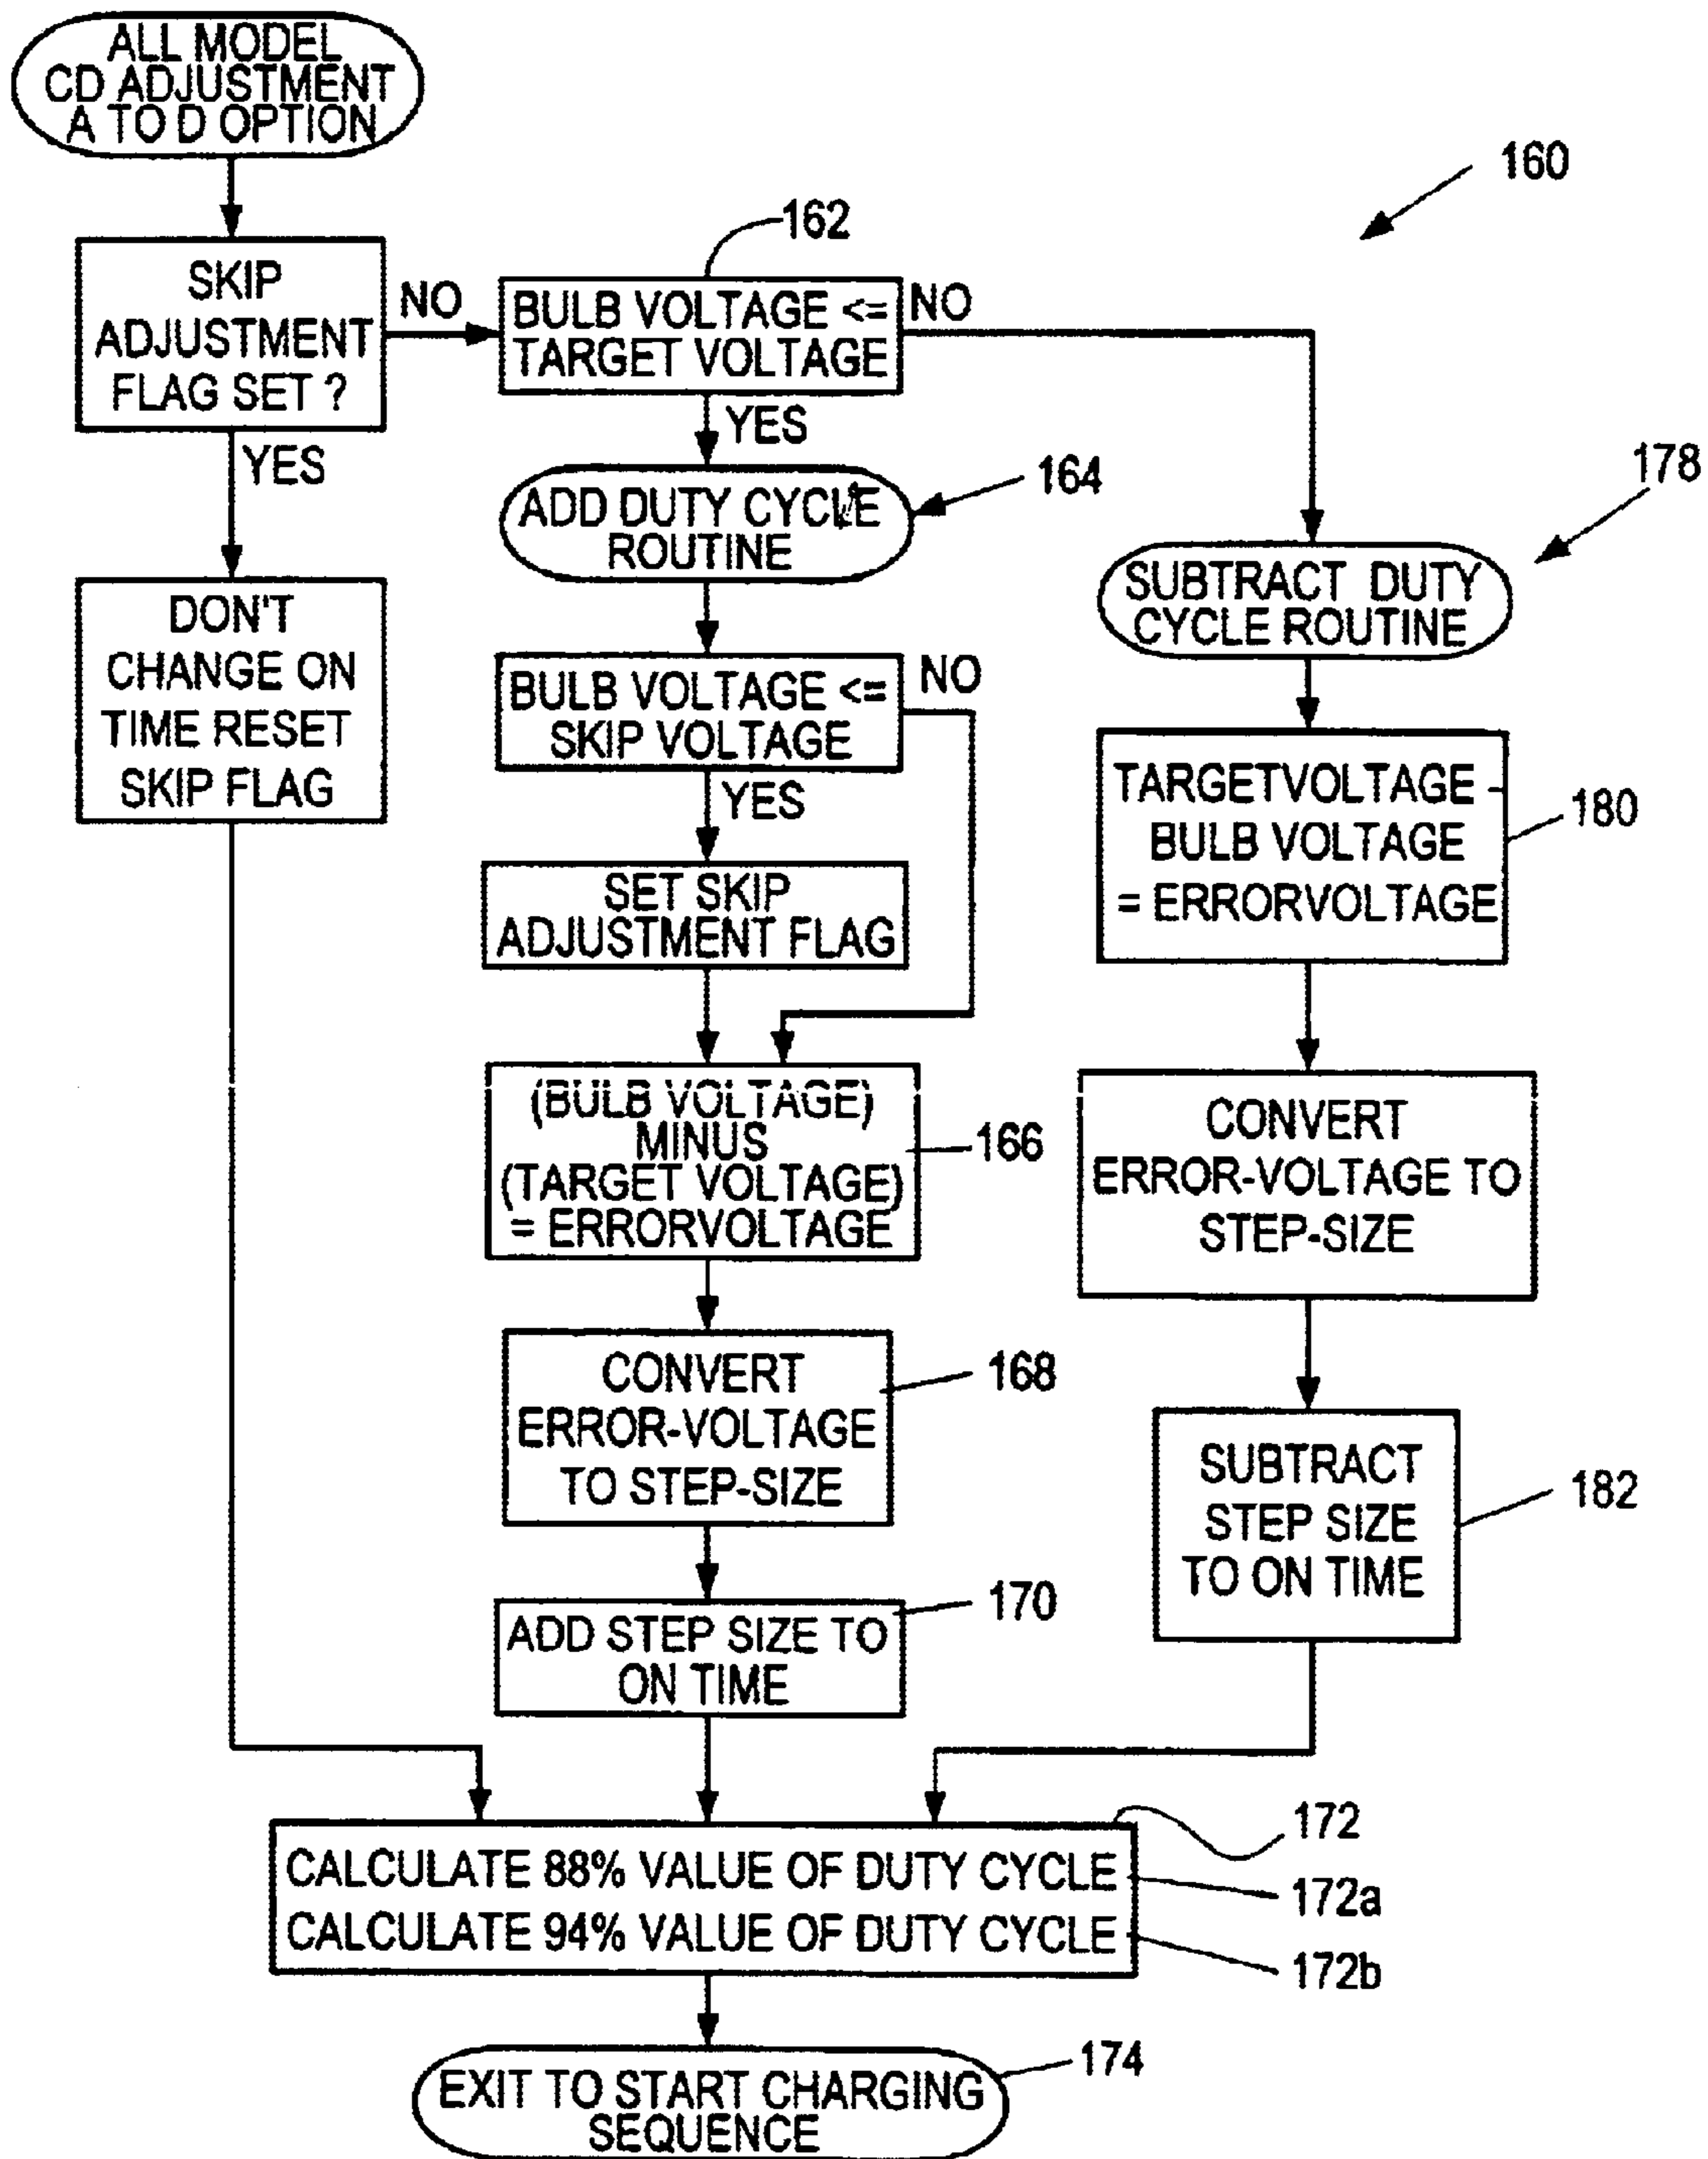 ALL MODEL
CD ADJUSTMENT
A TO D OPTION
160
SKIP
ADJUSTMENT
FLAG SET ?
NO
YES
162
BULB VOLTAGE <=
TARGET VOLTAGE
NO
YES
DON'T
CHANGE ON
TIME RESET
SKIP FLAG
ADD DUTY CYCLE
ROUTINE
164
BULB VOLTAGE <=
SKIP VOLTAGE
NO
YES
SET SKIP
ADJUSTMENT FLAG
(BULB VOLTAGE)
MINUS
(TARGET VOLTAGE)
= ERRORVOLTAGE
166
CONVERT
ERROR-VOLTAGE
TO STEP-SIZE
168
ADD STEP SIZE TO
ON TIME
170
178
SUBTRACT DUTY
CYCLE ROUTINE
TARGETVOLTAGE -
BULB VOLTAGE
= ERRORVOLTAGE
180
CONVERT
ERROR-VOLTAGE TO
STEP-SIZE
SUBTRACT
STEP SIZE
TO ON TIME
182
172
CALCULATE 88% VALUE OF DUTY CYCLE
172a
CALCULATE 94% VALUE OF DUTY CYCLE
172b
EXIT TO START CHARGING
SEQUENCE
174